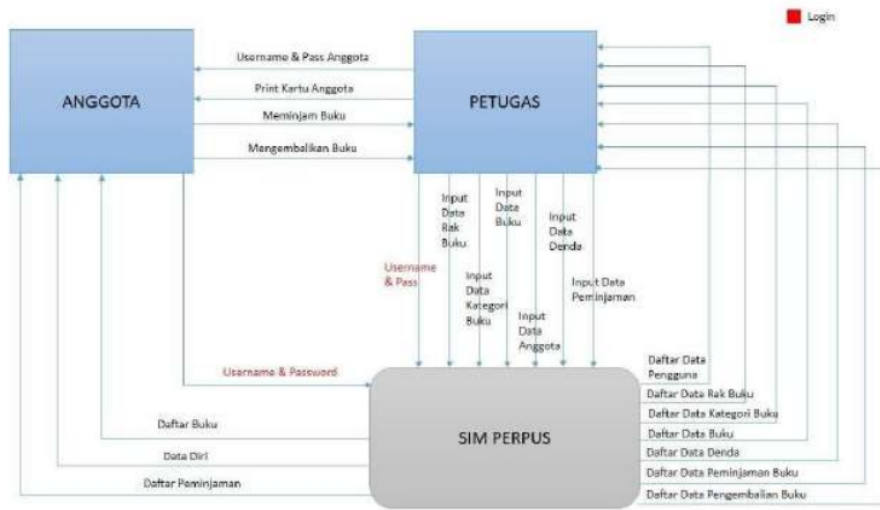 Login
Username & Pass Anggota
Print Kartu Anggota
ANGGOTA
PETUGAS
Meminjam Buku
Mengembalikan Buku
Input
Data
Rak
Buku
Input
Data
Buku
Input
Data
Denda
Username
& Pass
Input
Data
Kategori
Buku
Input Data
Peminjaman
Input
Data
Anggota
Username & Password
Daftar Data
Pengguna
Daftar Data Rak Buku
Daftar Data Kategori Buku
Daftar Buku
SIM PERPUS
Daftar Data Buku
Data Diri
Daftar Data Denda
Daftar Data Peminjaman Buku
Daftar Peminjaman
Daftar Data Pengembalian Buku